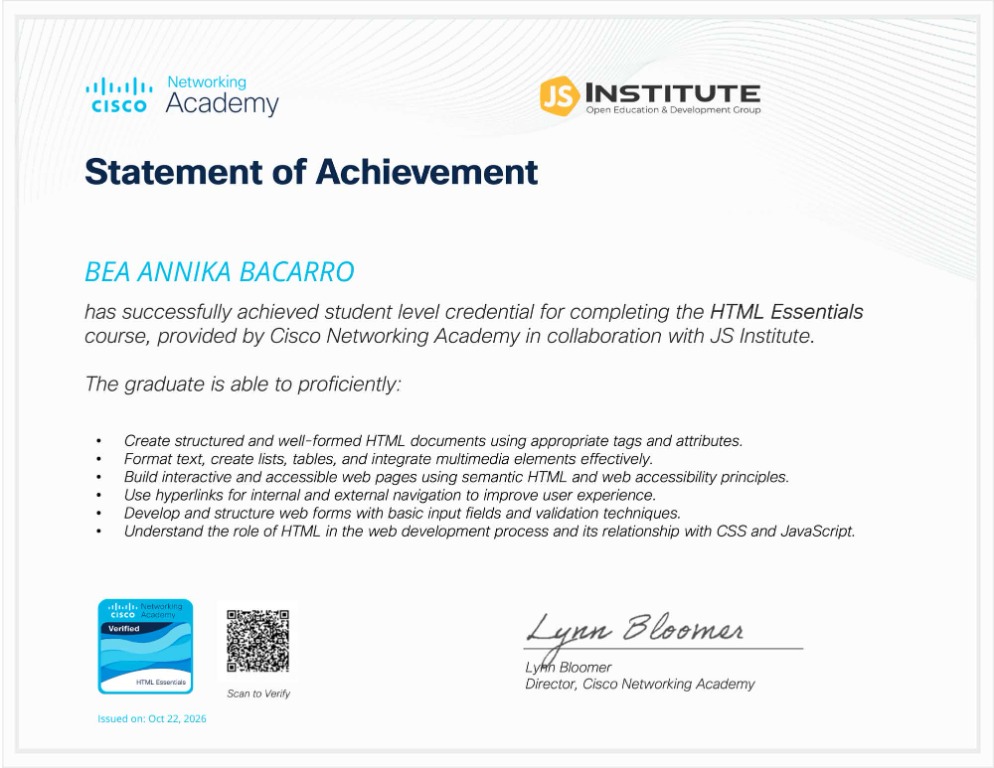 Networking
CISCO Academy
JS INSTITUTE
Open Education & Development Group
Statement of Achievement
BEA ANNIKA BACARRO
has successfully achieved student level credential for completing the HTML Essentials
course, provided by Cisco Networking Academy in collaboration with JS Institute.
The graduate is able to proficiently:
• Create structured and well-formed HTML documents using appropriate tags and attributes.
• Format text, create lists, tables, and integrate multimedia elements effectively.
• Build interactive and accessible web pages using semantic HTML and web accessibility principles.
• Use hyperlinks for internal and external navigation to improve user experience.
• Develop and structure web forms with basic input fields and validation techniques.
• Understand the role of HTML in the web development process and its relationship with CSS and JavaScript.
Networking
CISCO Academy
Verified
HTML Essentials
Scan to Verify
Issued on: Oct 22, 2026
Lynn Bloomer
Lynn Bloomer
Director, Cisco Networking Academy